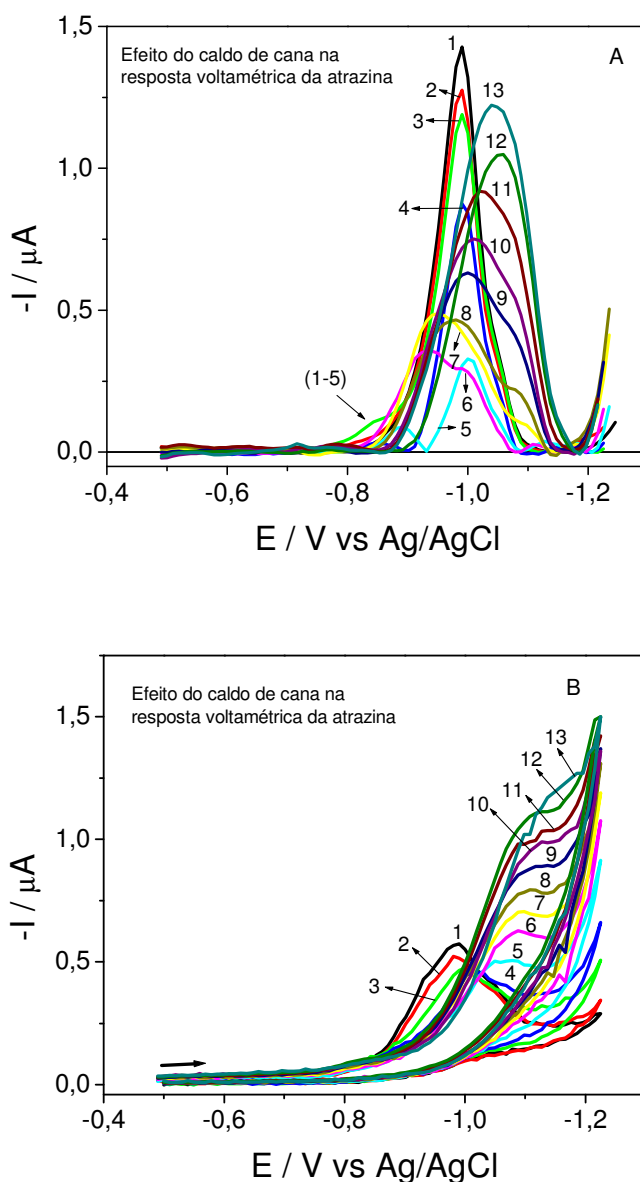 1,5
Efeito do caldo de cana na
resposta voltamétrica da atrazina
A
1
2
3
13
12
11
10
9
8
7
6
5
4
(1-5)
1,0
0,5
0,0
-I / μA
-0,4 -0,6 -0,8 -1,0 -1,2
E / V vs Ag/AgCl
Efeito do caldo de cana na
resposta voltamétrica da atrazina
B
1,5
1,0
0,5
0,0
-I / μA
13
12
11
10
9
8
7
6
5
4
1
2
3
-0,4 -0,6 -0,8 -1,0 -1,2
E / V vs Ag/AgCl